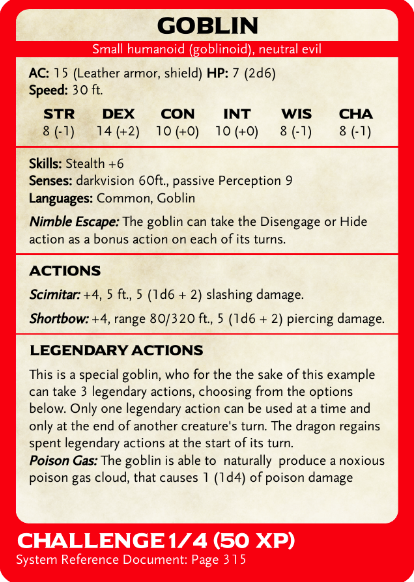 GOBLIN
Small humanoid (goblinoid), neutral evil
AC: 15 (Leather armor, shield) HP: 7 (2d6)
Speed: 30 ft.
STR DEX CON INT WIS CHA
8 (-1) 14 (+2) 10 (+0) 10 (+0) 8 (-1) 8 (-1)
Skills: Stealth +6
Senses: darkvision 60ft., passive Perception 9
Languages: Common, Goblin
Nimble Escape: The goblin can take the Disengage or Hide
action as a bonus action on each of its turns.
ACTIONS
Scimitar: +4, 5 ft., 5 (1d6 + 2) slashing damage.
Shortbow: +4, range 80/320 ft., 5 (1d6 + 2) piercing damage.
LEGENDARY ACTIONS
This is a special goblin, who for the the sake of this example
can take 3 legendary actions, choosing from the options
below. Only one legendary action can be used at a time and
only at the end of another creature's turn. The dragon regains
spent legendary actions at the start of its turn.
Poison Gas: The goblin is able to naturally produce a noxious
poison gas cloud, that causes 1 (1d4) of poison damage
CHALLENGE 1/4 (50 XP)
System Reference Document: Page 315